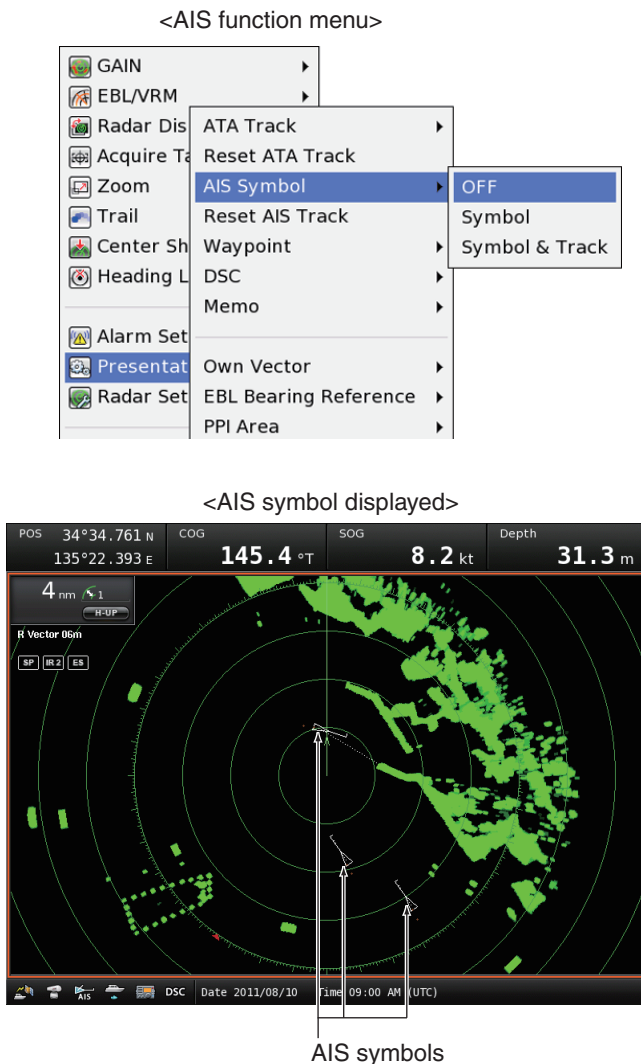 <AIS function menu>
GAIN
EBL/VRM
Radar Dis
Acquire Ta
Zoom
Trail
Center Sh
Heading L
Alarm Set
Presentat
Radar Set
ATA Track
Reset ATA Track
AIS Symbol
Reset AIS Track
Waypoint
DSC
Memo
Own Vector
EBL Bearing Reference
PPI Area
OFF
Symbol
Symbol & Track
<AIS symbol displayed>
POS 34°34.761 N
135°22.393 E
COG
145.4 °T
SOG
8.2 kt
Depth
31.3 m
4 nm 1
H-UP
R Vector 06m
SP IR 2 ES
AIS DSC Date 2011/08/10 Time 09:00 AM (UTC)
AIS symbols